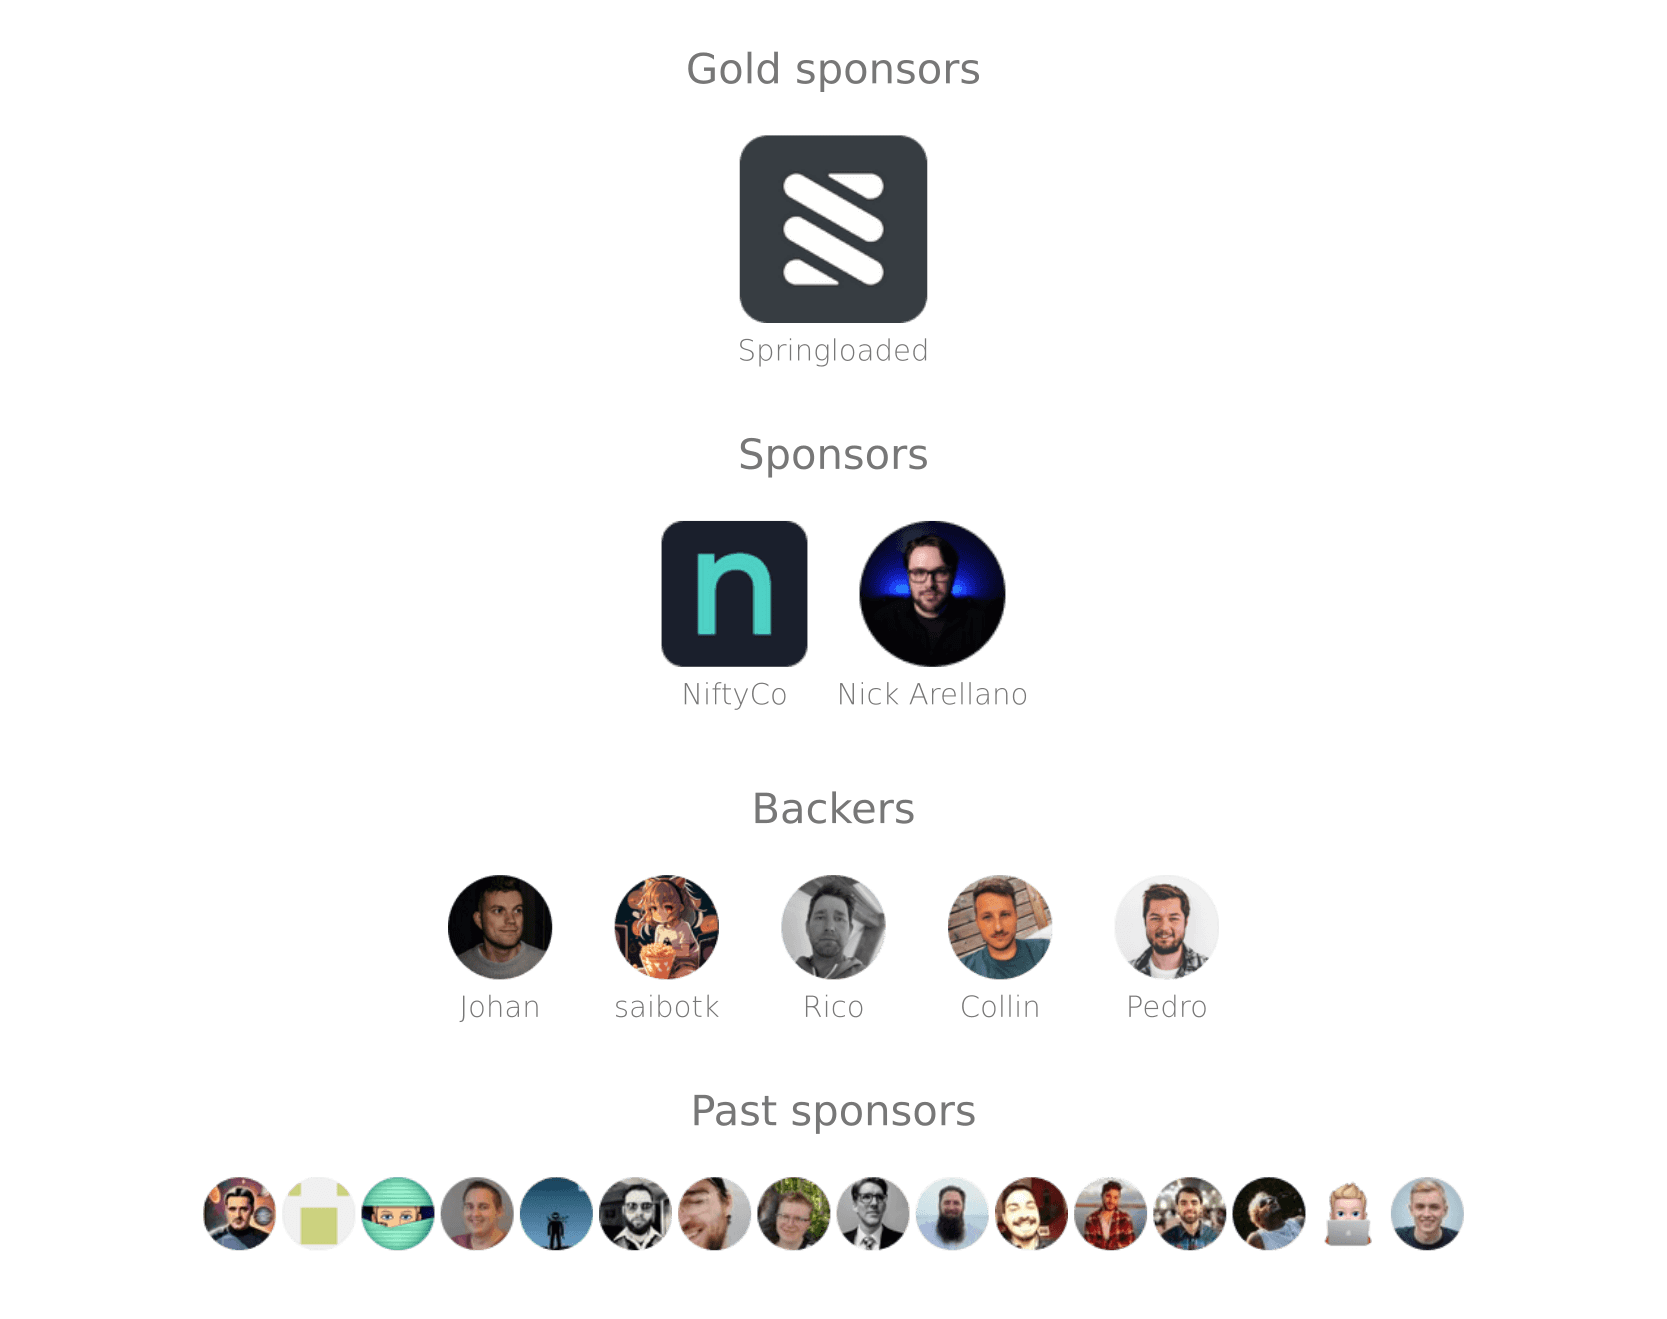 Gold sponsors
Springloaded
Sponsors
n
NiftyCo Nick Arellano
Backers
Johan saibotk Rico Collin Pedro
Past sponsors